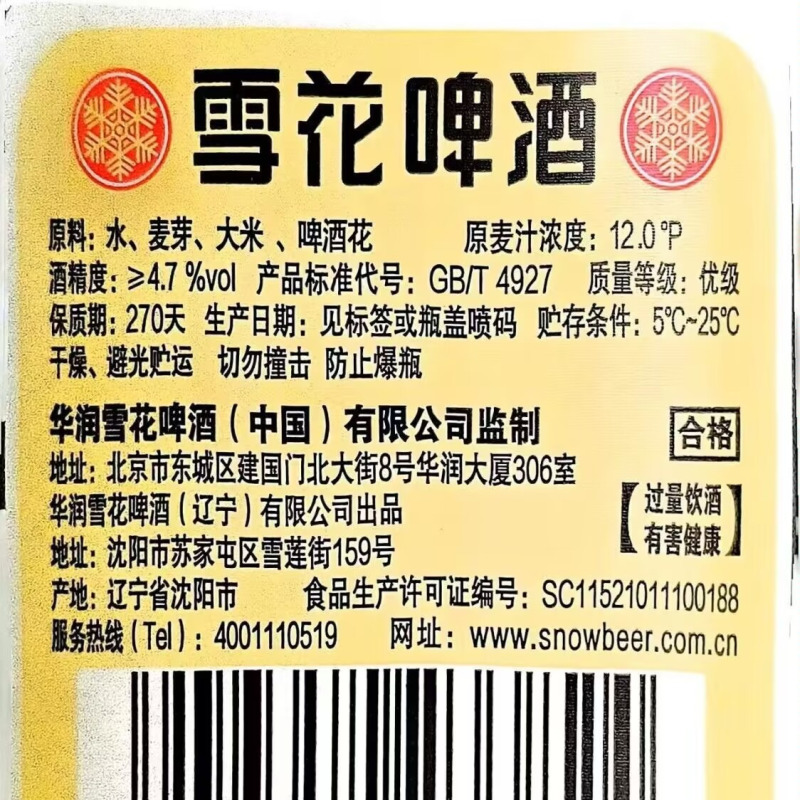 雪花啤酒
原料：水、麦芽、大米、啤酒花 原麦汁浓度：12.0°P
酒精度：≥4.7 %vol 产品标准代号：GB/T 4927 质量等级：优级
保质期：270天 生产日期：见标签或瓶盖喷码 贮存条件：5℃~25℃
干燥、避光贮运 切勿撞击 防止爆瓶
华润雪花啤酒（中国）有限公司监制
合格
地址：北京市东城区建国门北大街8号华润大厦306室
华润雪花啤酒（辽宁）有限公司出品
过量饮酒
有害健康
地址：沈阳市苏家屯区雪莲街159号
产地：辽宁省沈阳市 食品生产许可证编号：SC11521011100188
服务热线（Tel）：4001110519 网址：www.snowbeer.com.cn